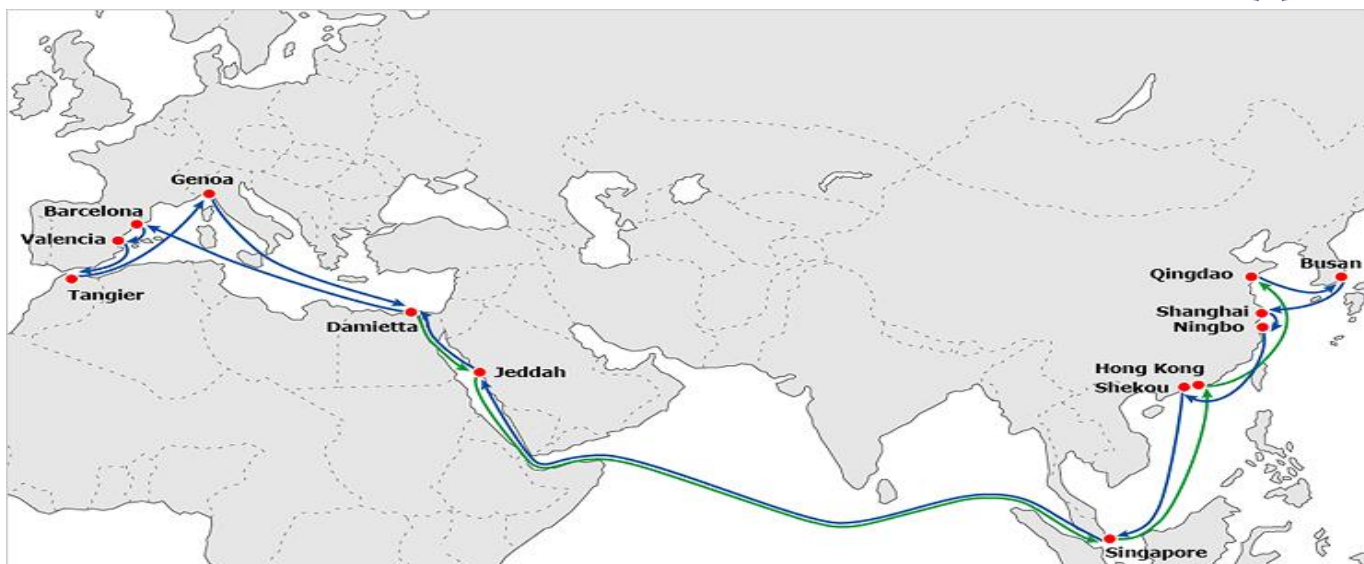 Genoa
Barcelona
Valencia
Tangier
Damietta
Jeddah
Qingdao
Busan
Shanghai
Ningbo
Hong Kong
Shekou
Singapore